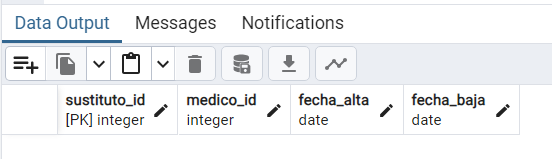 Data Output Messages Notifications
sustituto_id medico_id fecha_alta fecha_baja
[PK] integer integer date date